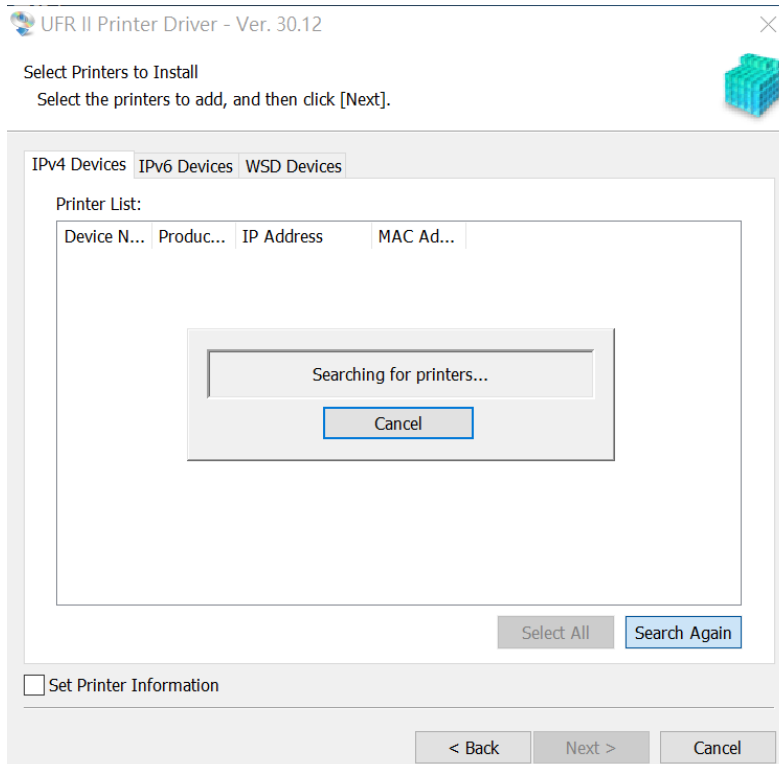 UFR II Printer Driver - Ver. 30.12
Select Printers to Install
Select the printers to add, and then click [Next].
IPv4 Devices IPv6 Devices WSD Devices
Printer List:
Device N... Produc... IP Address MAC Ad...
Searching for printers...
Cancel
Select All Search Again
Set Printer Information
< Back Next > Cancel